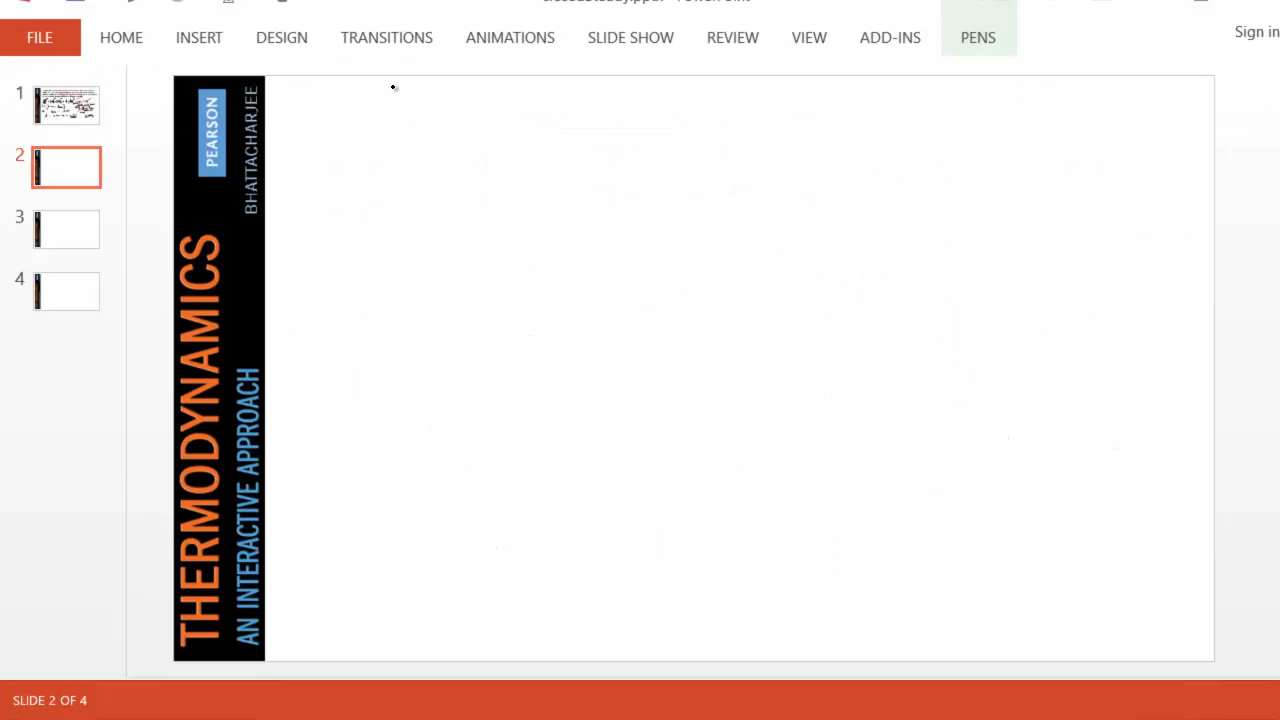 FILE HOME INSERT DESIGN TRANSITIONS ANIMATIONS SLIDE SHOW REVIEW VIEW ADD-INS PENS Sign in
1
2
3
4
PEARSON
BHATTACHARJEE
THERMODYNAMICS
AN INTERACTIVE APPROACH
SLIDE 2 OF 4